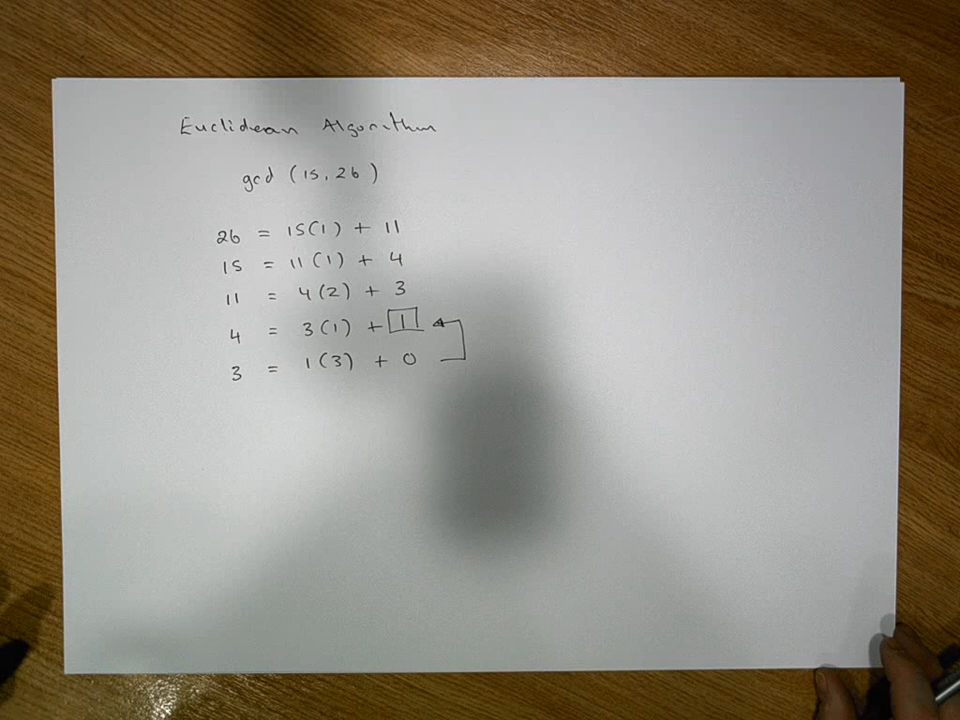 Euclidean Algorithm
gcd (15, 26)
26 = 15(1) + 11
15 = 11(1) + 4
11 = 4(2) + 3
4 = 3(1) + 1
3 = 1(3) + 0